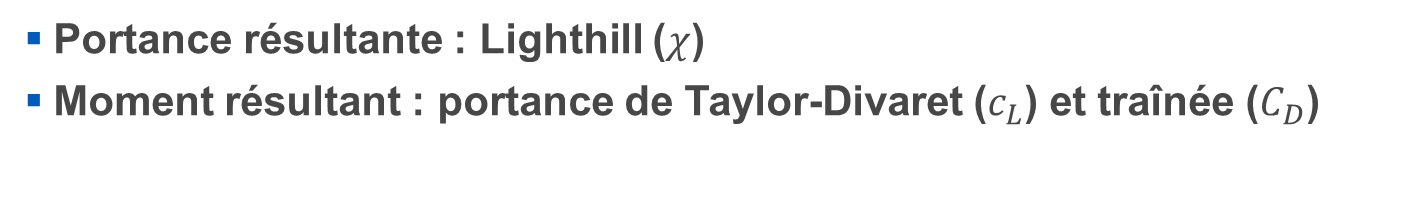 ▪ Portance résultante : Lighthill (χ)
▪ Moment résultant : portance de Taylor-Divaret (c_L) et traînée (C_D)